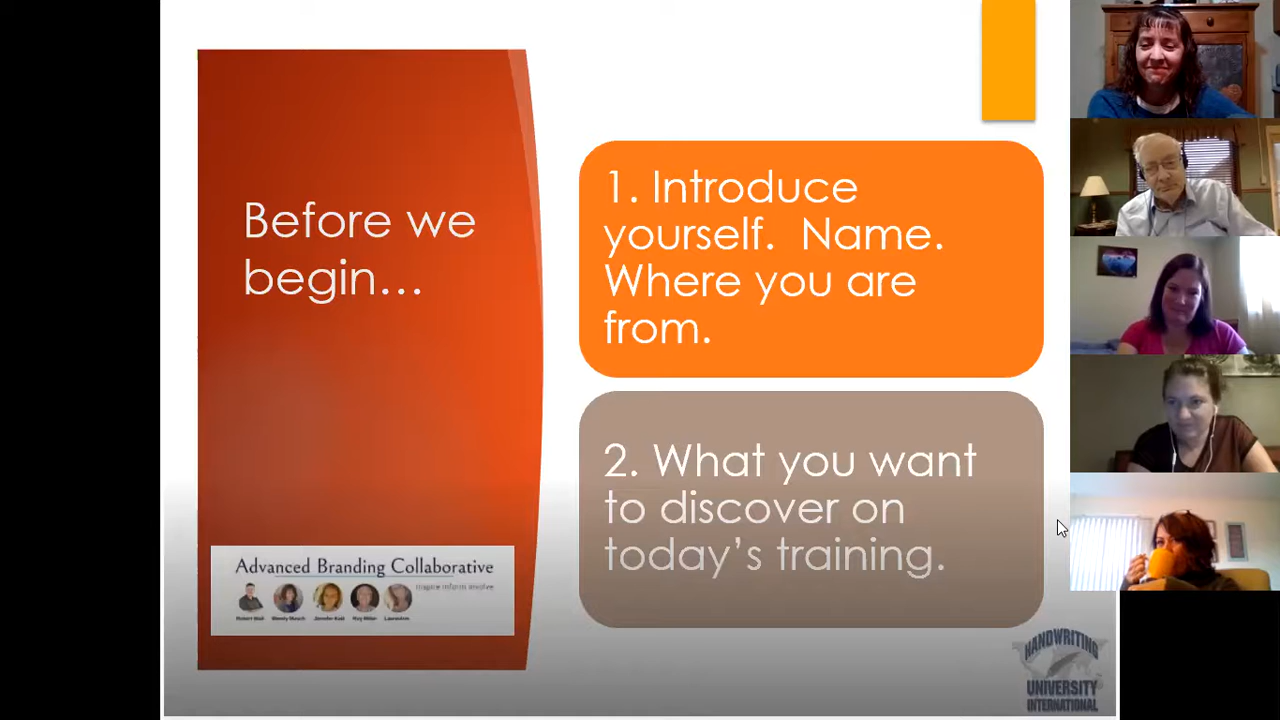 Before we
begin...
1. Introduce
yourself.  Name.
Where you are
from.
2. What you want
to discover on
today's training.
Advanced Branding Collaborative
HANDWRITING
UNIVERSITY
INTERNATIONAL